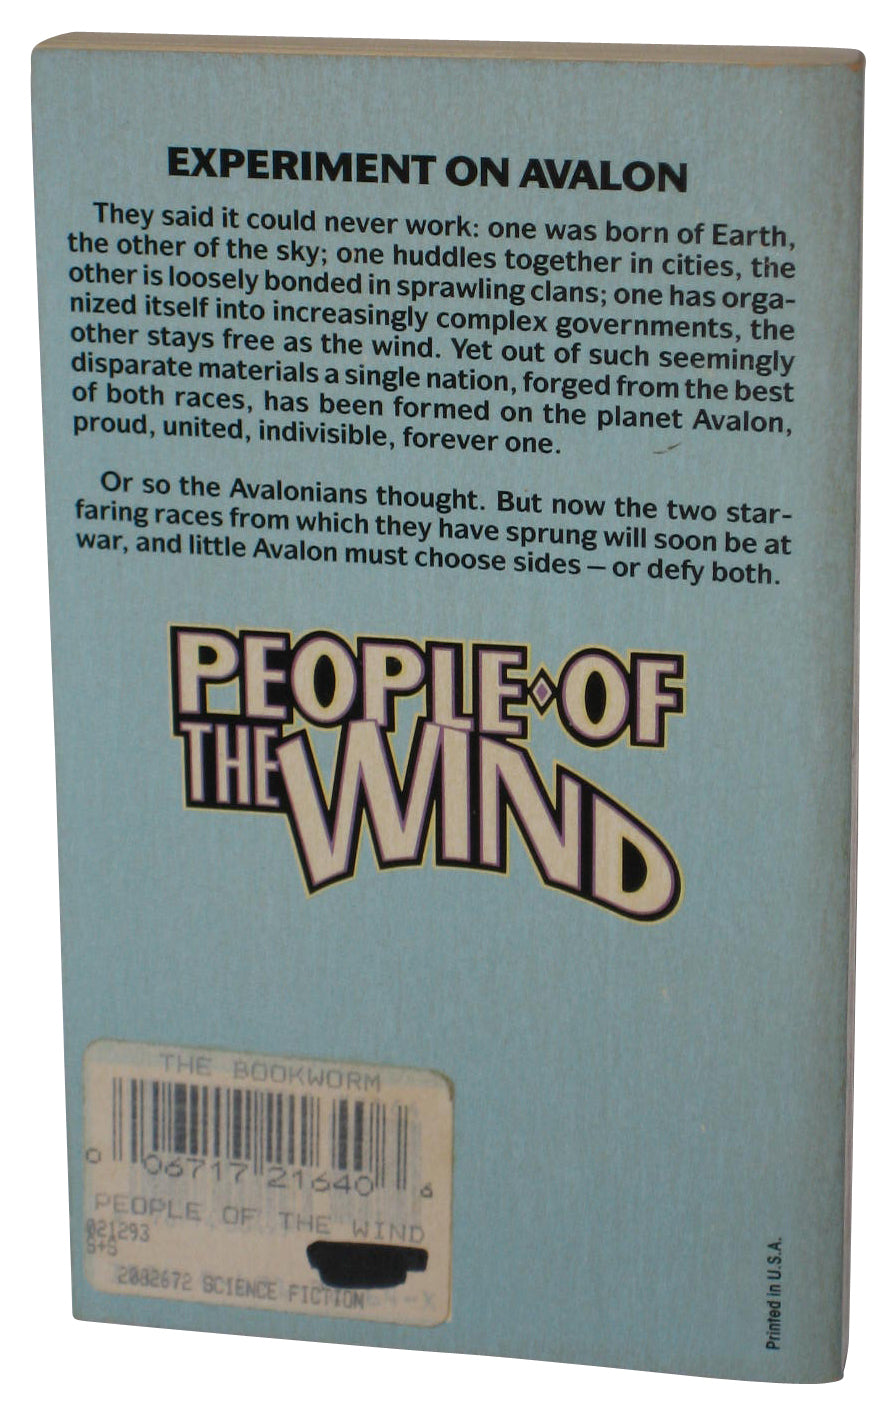 EXPERIMENT ON AVALON
They said it could never work: one was born of Earth,
the other of the sky; one huddles together in cities, the
other is loosely bonded in sprawling clans; one has orga-
nized itself into increasingly complex governments, the
other stays free as the wind. Yet out of such seemingly
disparate materials a single nation, forged from the best
of both races, has been formed on the planet Avalon,
proud, united, indivisible, forever one.
Or so the Avalonians thought. But now the two star-
faring races from which they have sprung will soon be at
war, and little Avalon must choose sides — or defy both.
PEOPLE OF
THE WIND
THE BOOKWORM
0 06717 21640 6
PEOPLE OF THE WIND
021293
S+S
2032672 SCIENCE FICTION
Printed in U.S.A.